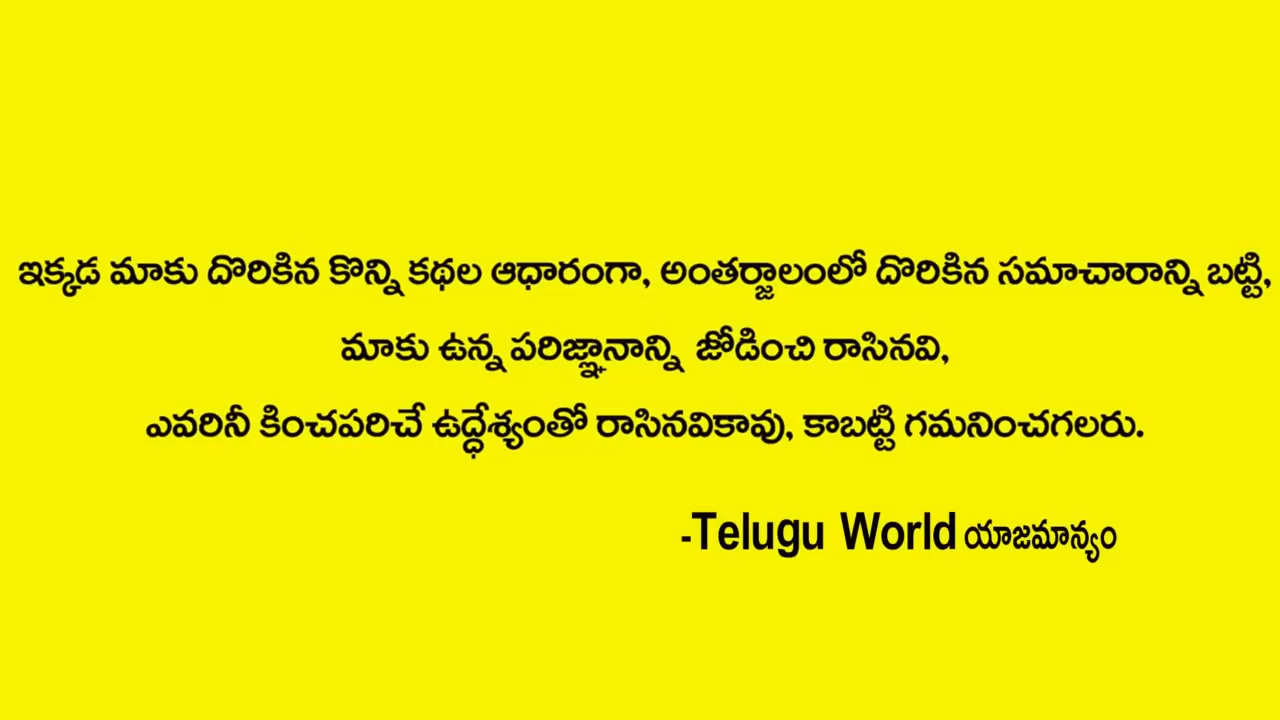 ఇక్కడ మాకు దొరికిన కొన్ని కథల ఆధారంగా, అంతర్జాలంలో దొరికిన సమాచారాన్ని బట్టి,
మాకు ఉన్న పరిజ్ఞానాన్ని జోడించి రాసినవి,
ఎవరినీ కించపరిచే ఉద్ధేశ్యంతో రాసినవికావు, కాబట్టి గమనించగలరు.
-Telugu World యాజమాన్యం